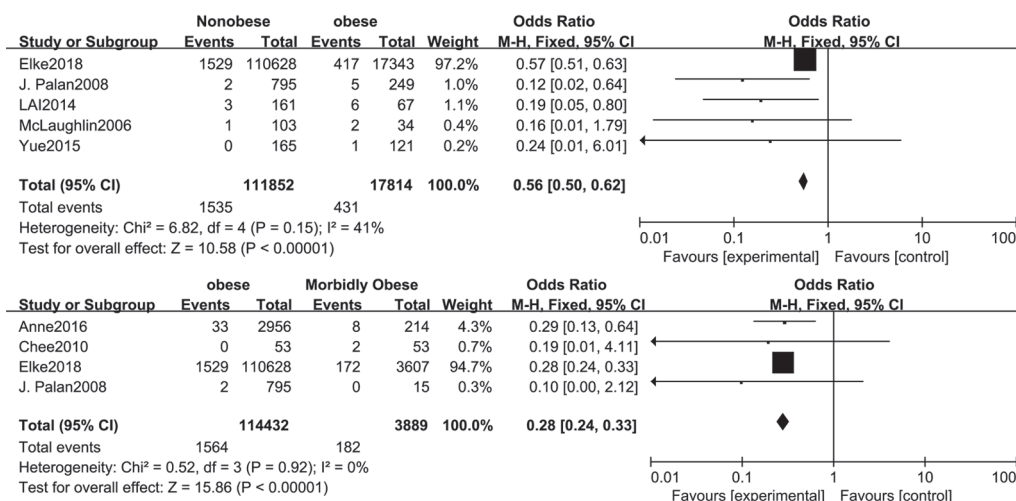 Nonobese obese Odds Ratio Odds Ratio
Study or Subgroup Events Total Events Total Weight M-H, Fixed, 95% CI M-H, Fixed, 95% CI
Elke2018 1529 110628 417 17343 97.2% 0.57 [0.51, 0.63]
J. Palan2008 2 795 5 249 1.0% 0.12 [0.02, 0.64]
LAI2014 3 161 6 67 1.1% 0.19 [0.05, 0.80]
McLaughlin2006 1 103 2 34 0.4% 0.16 [0.01, 1.79]
Yue2015 0 165 1 121 0.2% 0.24 [0.01, 6.01]
Total (95% CI) 111852 17814 100.0% 0.56 [0.50, 0.62]
Total events 1535 431
Heterogeneity: Chi² = 6.82, df = 4 (P = 0.15); I² = 41%
Test for overall effect: Z = 10.58 (P < 0.00001)
0.01 0.1 1 10 100
Favours [experimental] Favours [control]
obese Morbidly Obese Odds Ratio Odds Ratio
Study or Subgroup Events Total Events Total Weight M-H, Fixed, 95% CI M-H, Fixed, 95% CI
Anne2016 33 2956 8 214 4.3% 0.29 [0.13, 0.64]
Chee2010 0 53 2 53 0.7% 0.19 [0.01, 4.11]
Elke2018 1529 110628 172 3607 94.7% 0.28 [0.24, 0.33]
J. Palan2008 2 795 0 15 0.3% 0.10 [0.00, 2.12]
Total (95% CI) 114432 3889 100.0% 0.28 [0.24, 0.33]
Total events 1564 182
Heterogeneity: Chi² = 0.52, df = 3 (P = 0.92); I² = 0%
Test for overall effect: Z = 15.86 (P < 0.00001)
0.01 0.1 1 10 100
Favours [experimental] Favours [control]